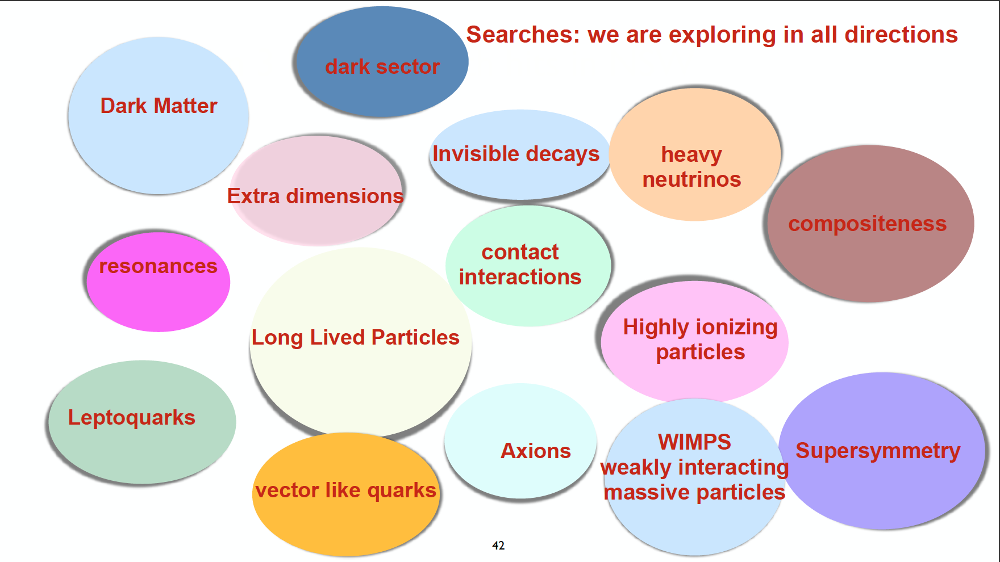 Searches: we are exploring in all directions
dark sector
Dark Matter
Invisible decays
heavy
neutrinos
Extra dimensions
compositeness
resonances
contact
interactions
Long Lived Particles
Highly ionizing
particles
Leptoquarks
Axions
WIMPS
weakly interacting
massive particles
Supersymmetry
vector like quarks
42